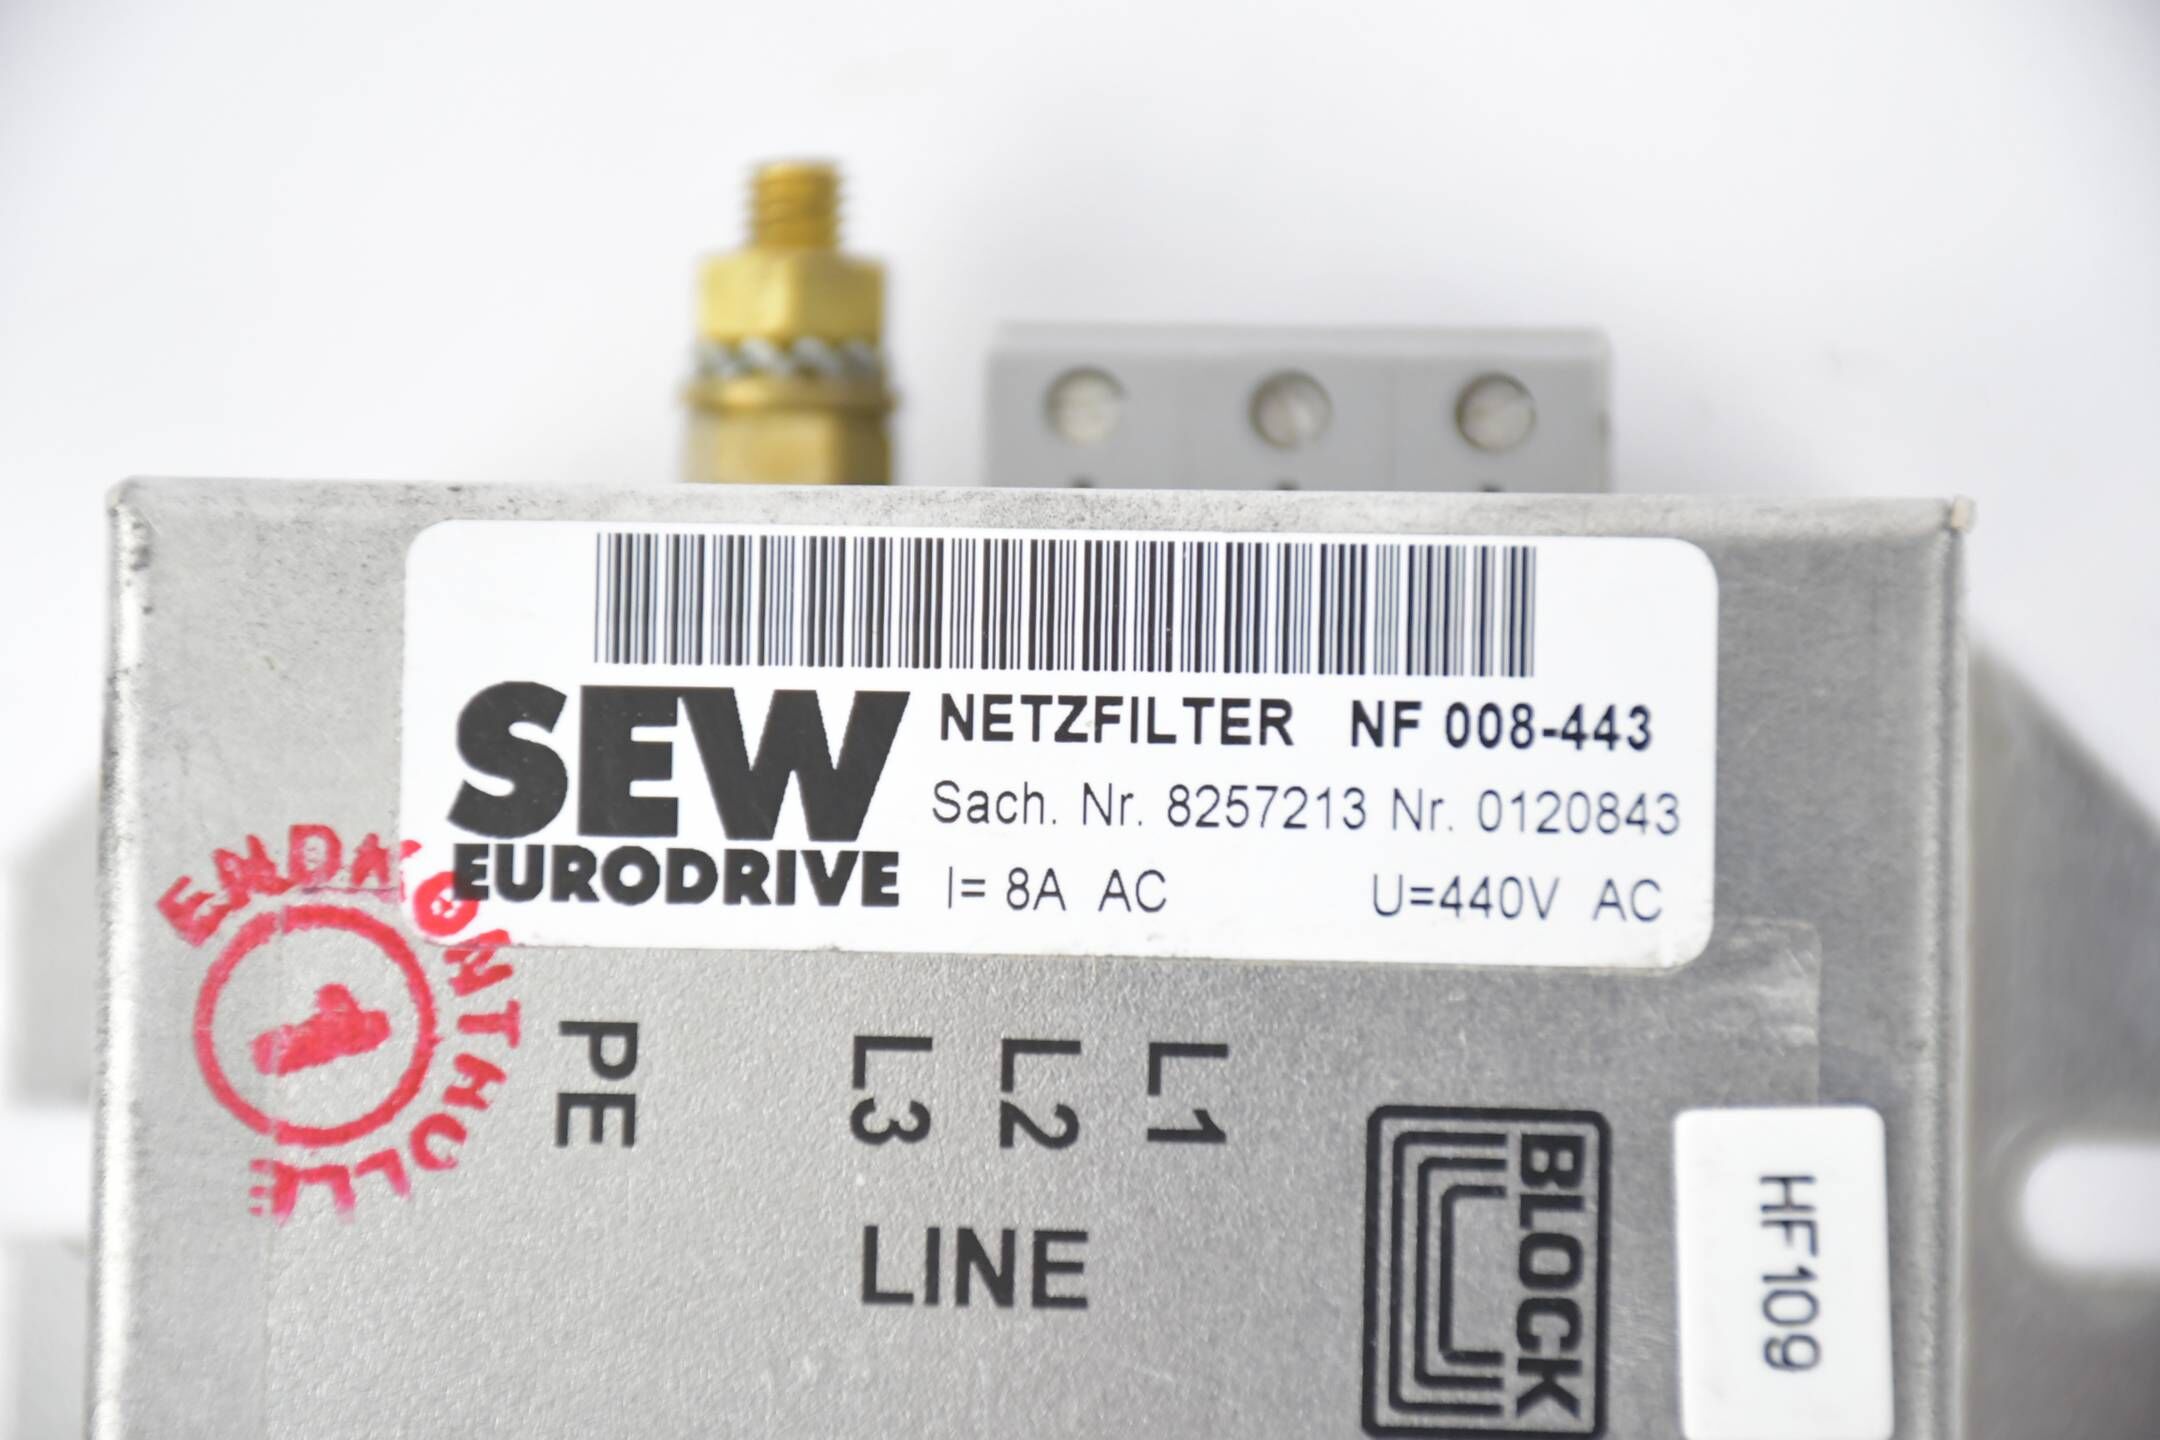 SEW
EURODRIVE
NETZFILTER NF 008-443
Sach. Nr. 8257213 Nr. 0120843
I= 8A AC U=440V AC
ENDKONTROLLE
PE
L3
L2
L1
LINE
BLOCK
HF1109